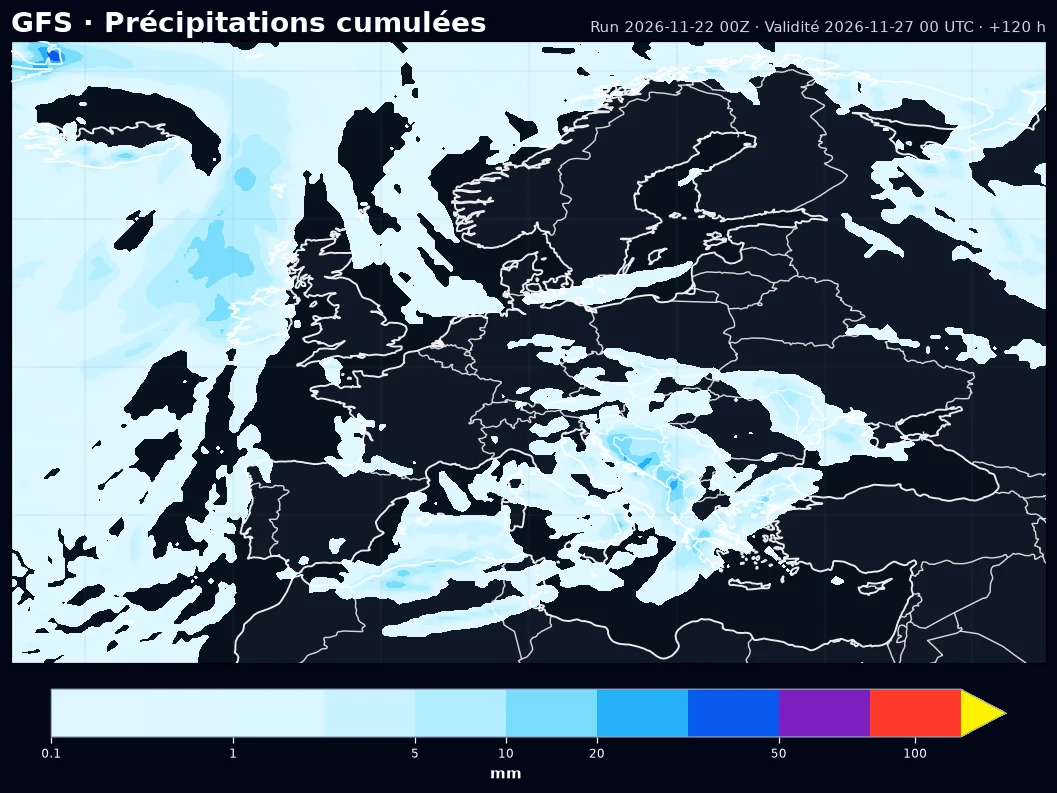 GFS · Précipitations cumulées
Run 2026-11-22 00Z · Validité 2026-11-27 00 UTC · +120 h
0.1 1 5 10 20 50 100
mm